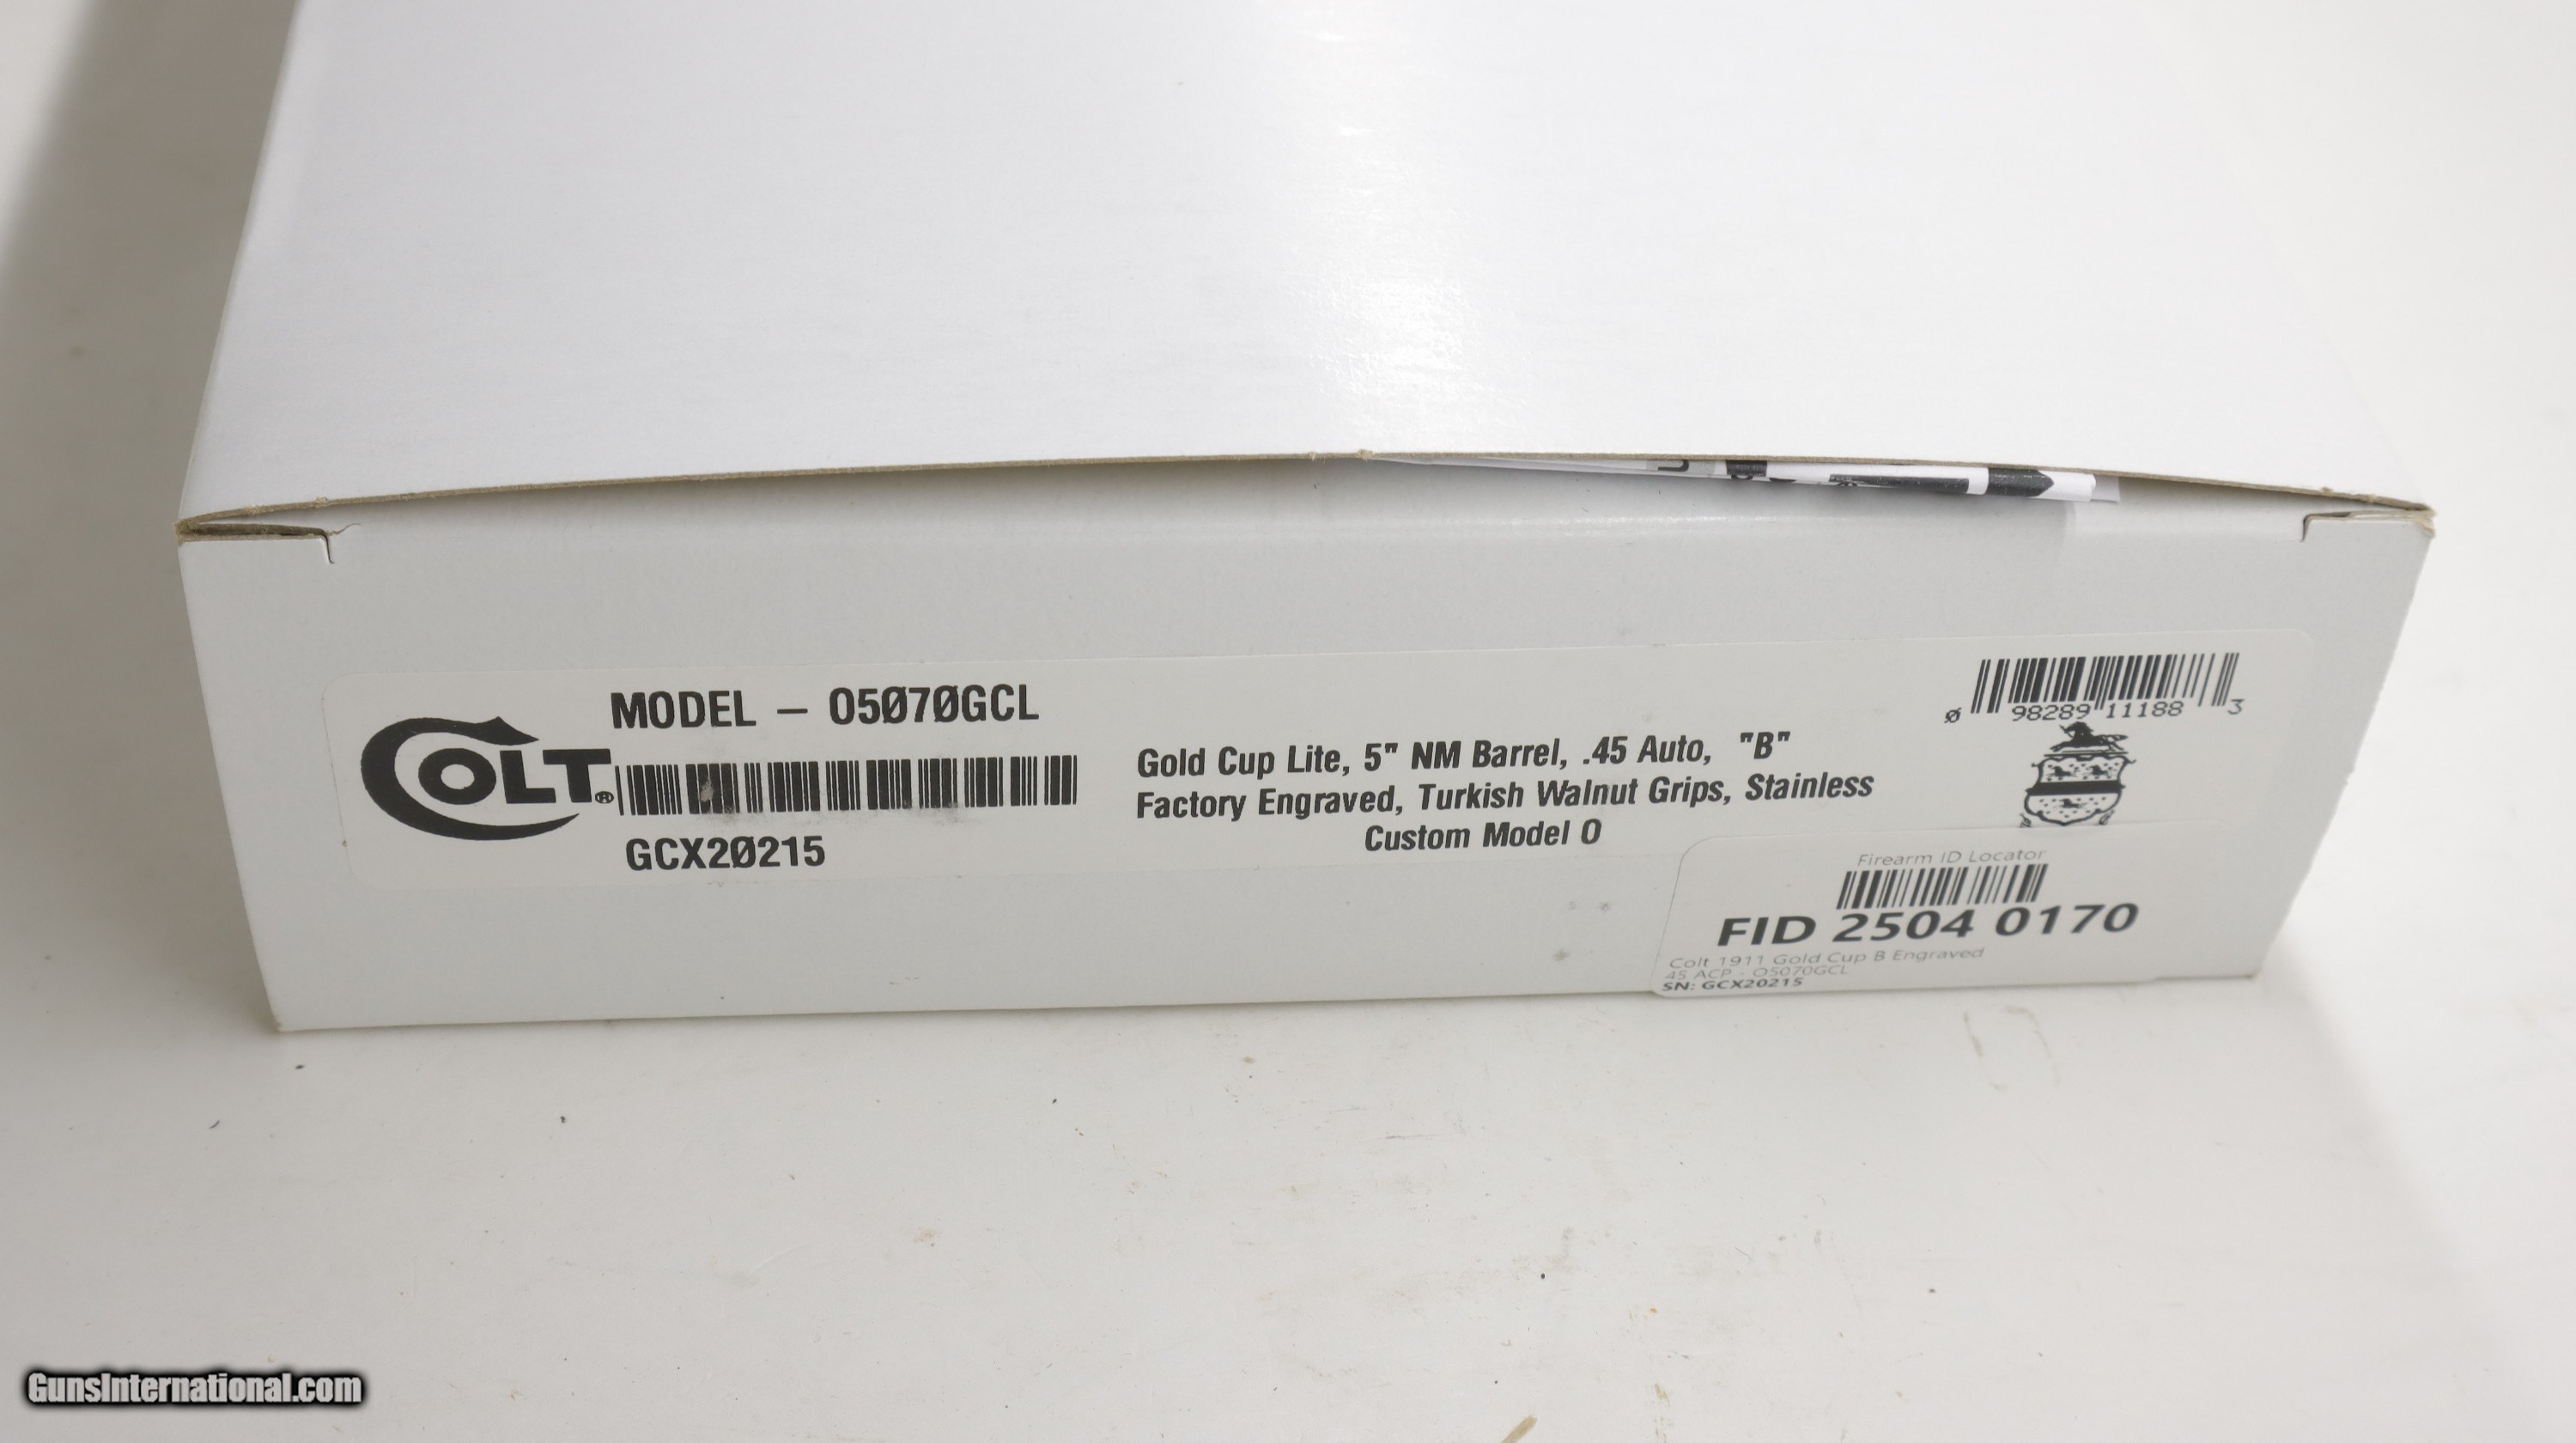 MODEL – O5Ø7ØGCL
COLT®
GCX2Ø215
Gold Cup Lite, 5" NM Barrel, .45 Auto, "B"
Factory Engraved, Turkish Walnut Grips, Stainless
Custom Model O
Ø 98289 11188 3
Firearm ID Locator
FID 2504 0170
Colt 1911 Gold Cup B Engraved
45 ACP - O5070GCL
SN: GCX20215
GunsInternational.com